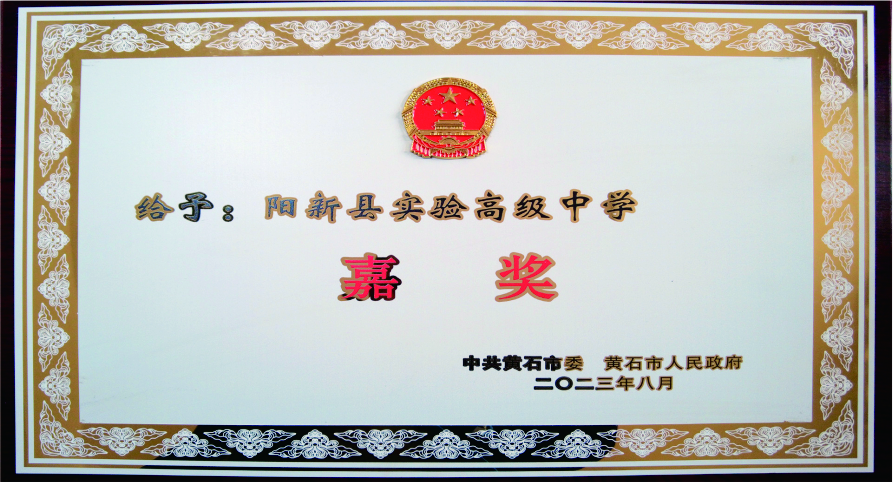 给予：阳新县实验高级中学
嘉 奖
中共黄石市委 黄石市人民政府
二〇二三年八月